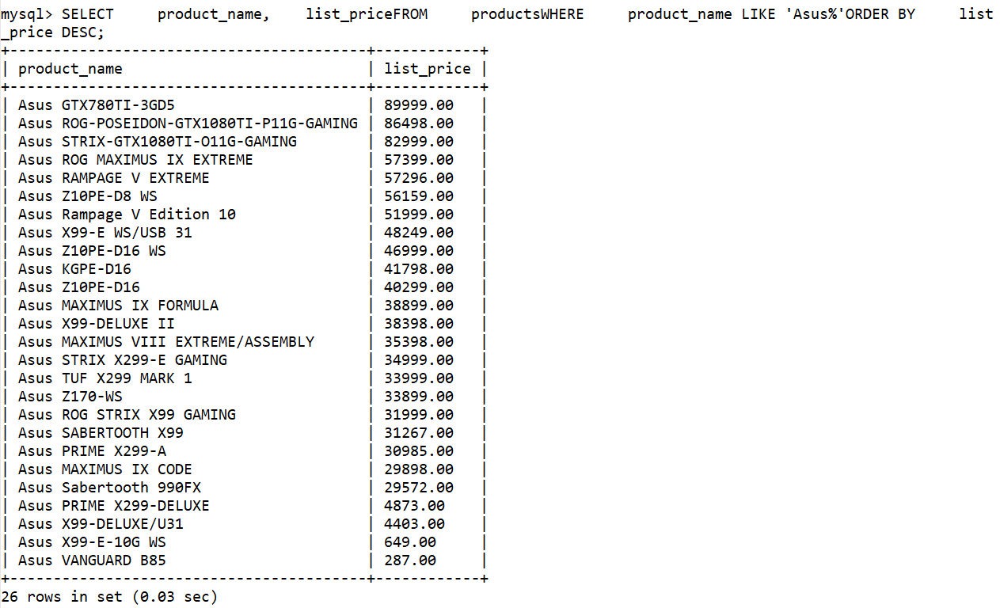 mysql> SELECT     product_name,    list_priceFROM     productsWHERE     product_name LIKE 'Asus%'ORDER BY     list
_price DESC;
+-----------------------------------------+------------+
| product_name                            | list_price |
+-----------------------------------------+------------+
| Asus GTX780TI-3GD5                      | 89999.00   |
| Asus ROG-POSEIDON-GTX1080TI-P11G-GAMING | 86498.00   |
| Asus STRIX-GTX1080TI-O11G-GAMING        | 82999.00   |
| Asus ROG MAXIMUS IX EXTREME             | 57399.00   |
| Asus RAMPAGE V EXTREME                  | 57296.00   |
| Asus Z10PE-D8 WS                        | 56159.00   |
| Asus Rampage V Edition 10               | 51999.00   |
| Asus X99-E WS/USB 31                    | 48249.00   |
| Asus Z10PE-D16 WS                       | 46999.00   |
| Asus KGPE-D16                           | 41798.00   |
| Asus Z10PE-D16                          | 40299.00   |
| Asus MAXIMUS IX FORMULA                 | 38899.00   |
| Asus X99-DELUXE II                      | 38398.00   |
| Asus MAXIMUS VIII EXTREME/ASSEMBLY      | 35398.00   |
| Asus STRIX X299-E GAMING                | 34999.00   |
| Asus TUF X299 MARK 1                    | 33999.00   |
| Asus Z170-WS                            | 33899.00   |
| Asus ROG STRIX X99 GAMING               | 31999.00   |
| Asus SABERTOOTH X99                     | 31267.00   |
| Asus PRIME X299-A                       | 30985.00   |
| Asus MAXIMUS IX CODE                    | 29898.00   |
| Asus Sabertooth 990FX                   | 29572.00   |
| Asus PRIME X299-DELUXE                  | 4873.00    |
| Asus X99-DELUXE/U31                     | 4403.00    |
| Asus X99-E-10G WS                       | 649.00     |
| Asus VANGUARD B85                       | 287.00     |
+-----------------------------------------+------------+
26 rows in set (0.03 sec)